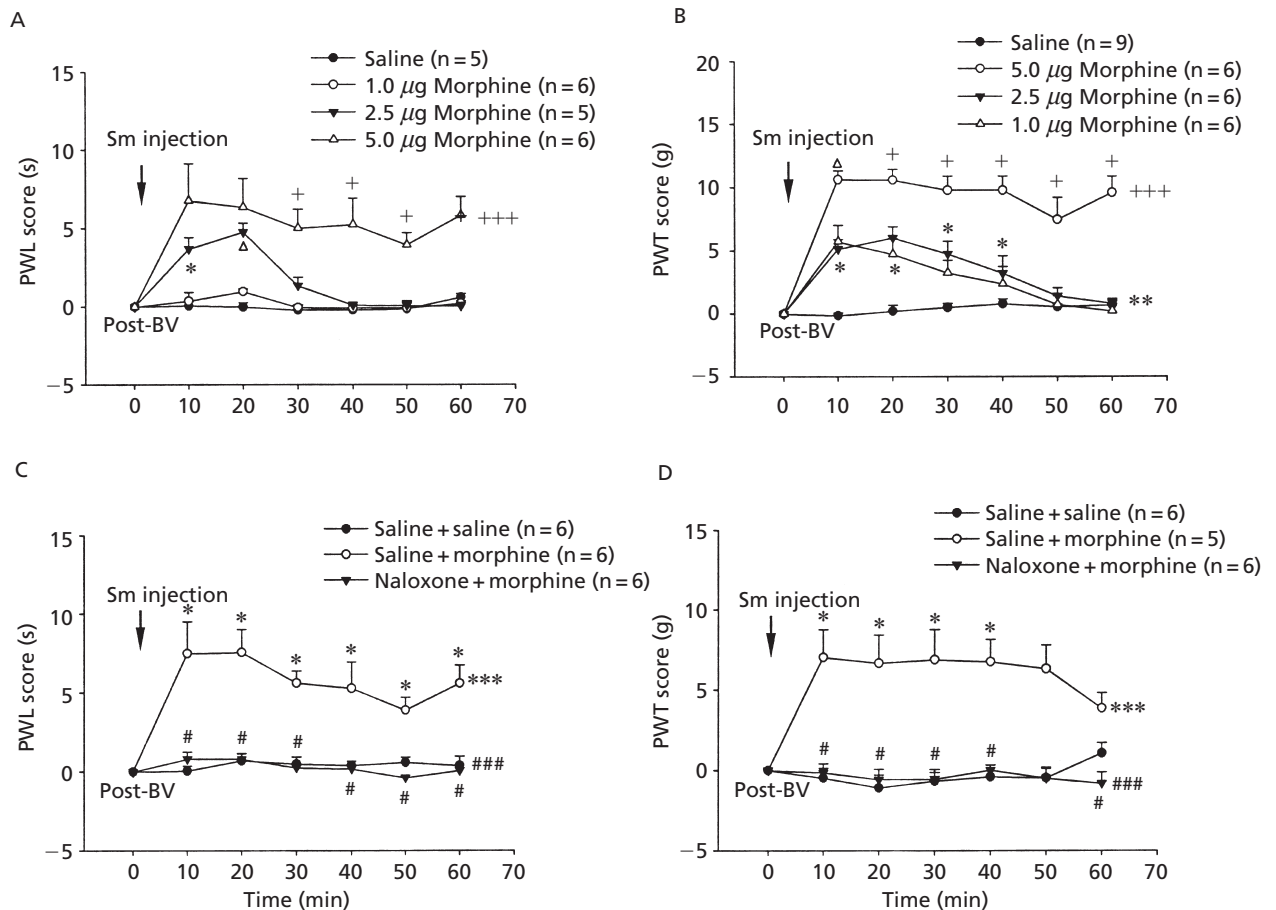 A
Saline (n = 5)
1.0 μg Morphine (n = 6)
2.5 μg Morphine (n = 5)
5.0 μg Morphine (n = 6)
15
10
5
0
−5
PWL score (s)
Sm injection
Post-BV
+
+
+
+++
*
0 10 20 30 40 50 60 70
B
Saline (n = 9)
5.0 μg Morphine (n = 6)
2.5 μg Morphine (n = 6)
1.0 μg Morphine (n = 6)
20
15
10
5
0
−5
PWT score (g)
Sm injection
Post-BV
+ + + + +
+++
* *
* *
**
0 10 20 30 40 50 60 70
C
Saline + saline (n = 6)
Saline + morphine (n = 6)
Naloxone + morphine (n = 6)
15
10
5
0
−5
PWL score (s)
Sm injection
Post-BV
* * * * * *
***
# # #
###
# # #
0 10 20 30 40 50 60 70
Time (min)
D
Saline + saline (n = 6)
Saline + morphine (n = 5)
Naloxone + morphine (n = 6)
15
10
5
0
−5
PWT score (g)
Sm injection
Post-BV
* * * *
***
# # # #
###
#
0 10 20 30 40 50 60 70
Time (min)